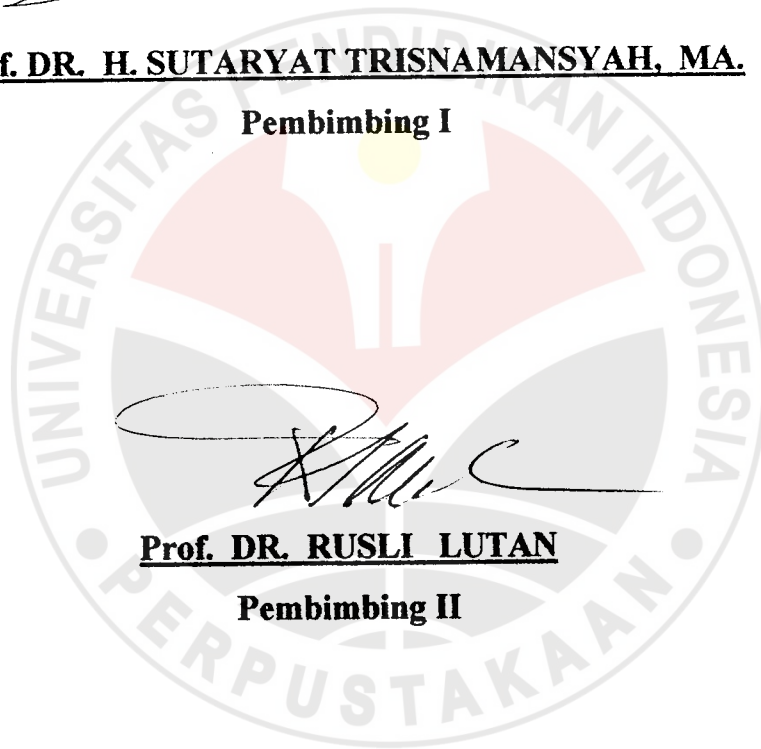 f. DR. H. SUTARYAT TRISNAMANSYAH, MA.
Pembimbing I
Prof. DR. RUSLI LUTAN
Pembimbing II
UNIVERSITAS PENDIDIKAN INDONESIA
PERPUSTAKAAN